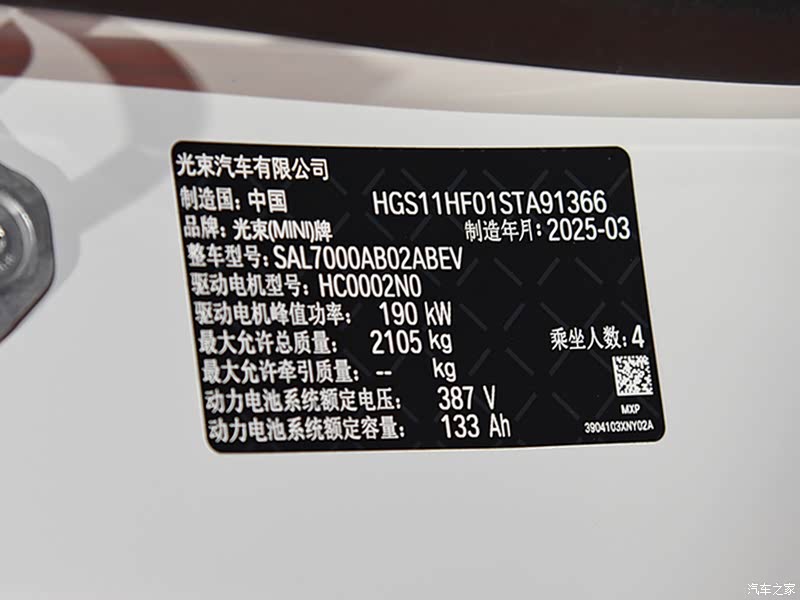 光束汽车有限公司
制造国: 中国 HGS11HF01STA91366
品牌: 光束(MINI)牌 制造年月: 2025-03
整车型号: SAL7000AB02ABEV
驱动电机型号: HC0002N0
驱动电机峰值功率: 190 kW
最大允许总质量: 2105 kg 乘坐人数: 4
最大允许牵引质量: -- kg
动力电池系统额定电压: 387 V
MXP
动力电池系统额定容量: 133 Ah
3904103XNY02A
汽车之家